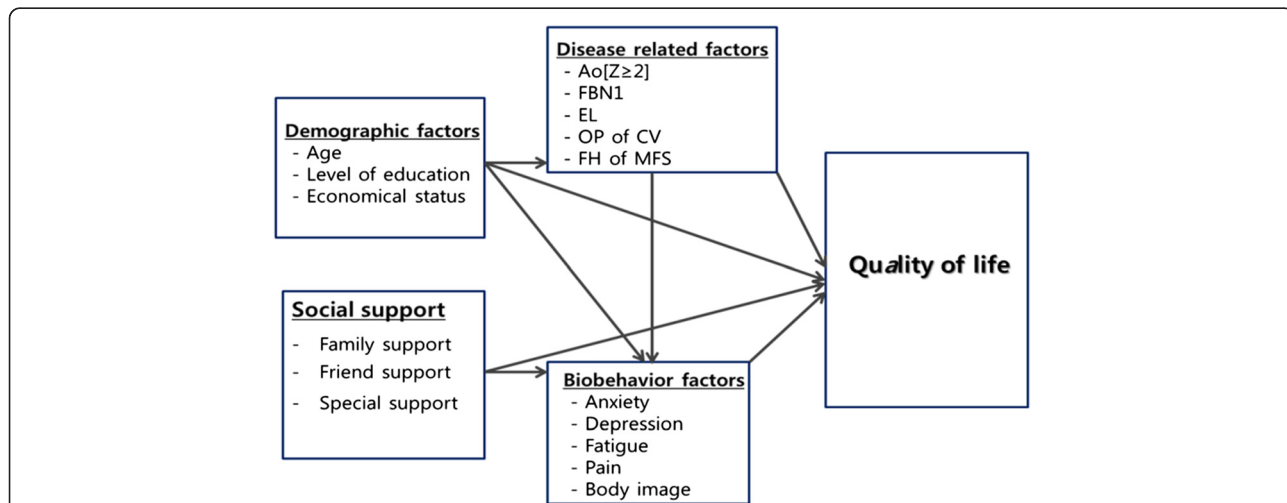 Disease related factors
- Ao[Z≥2]
- FBN1
- EL
- OP of CV
- FH of MFS
Demographic factors
- Age
- Level of education
- Economical status
Quality of life
Social support
- Family support
- Friend support
- Special support
Biobehavior factors
- Anxiety
- Depression
- Fatigue
- Pain
- Body image